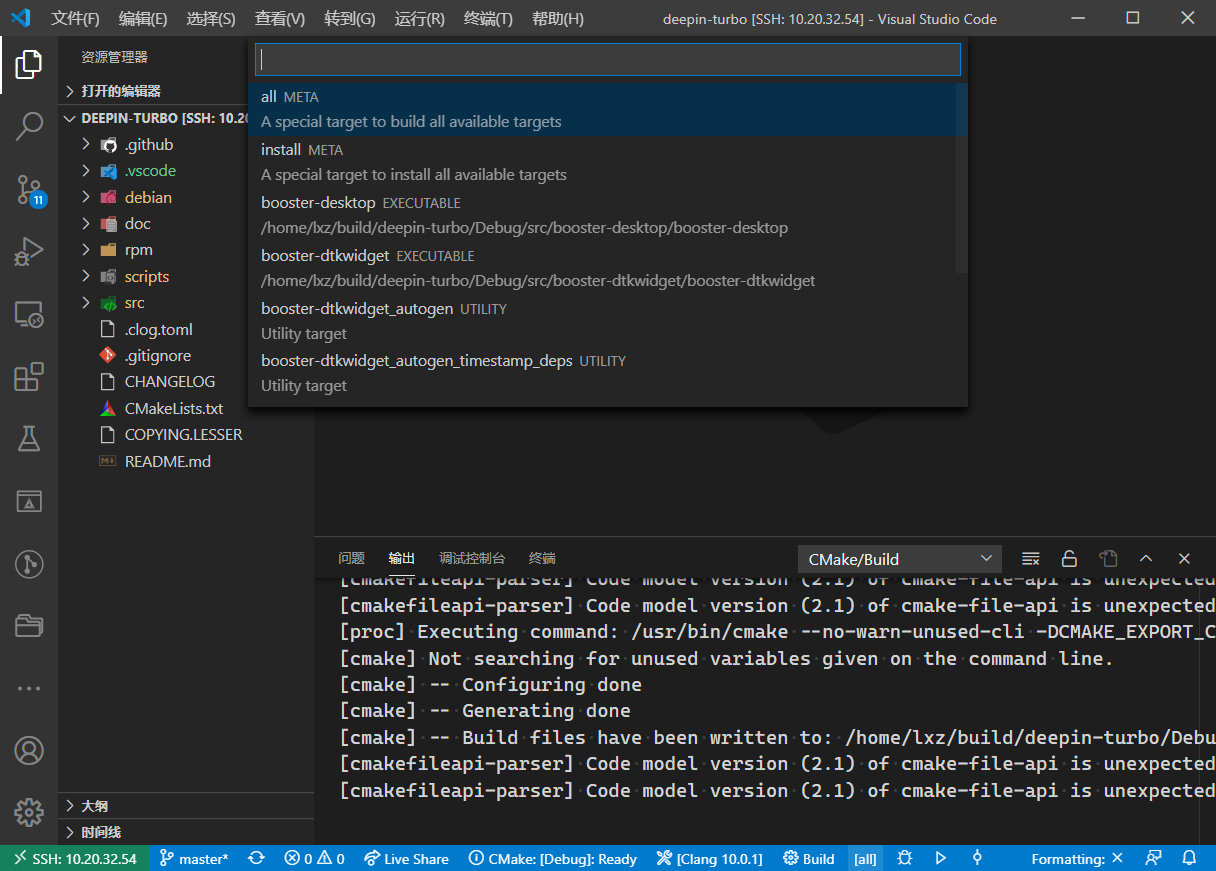 文件(F) 编辑(E) 选择(S) 查看(V) 转到(G) 运行(R) 终端(T) 帮助(H) deepin-turbo [SSH: 10.20.32.54] - Visual Studio Code
资源管理器
打开的编辑器
DEEPIN-TURBO [SSH: 10.20
.github
.vscode
debian
doc
rpm
scripts
src
.clog.toml
.gitignore
CHANGELOG
CMakeLists.txt
COPYING.LESSER
README.md
大纲
时间线
11
all META
A special target to build all available targets
install META
A special target to install all available targets
booster-desktop EXECUTABLE
/home/lxz/build/deepin-turbo/Debug/src/booster-desktop/booster-desktop
booster-dtkwidget EXECUTABLE
/home/lxz/build/deepin-turbo/Debug/src/booster-dtkwidget/booster-dtkwidget
booster-dtkwidget_autogen UTILITY
Utility target
booster-dtkwidget_autogen_timestamp_deps UTILITY
Utility target
问题 输出 调试控制台 终端 CMake/Build
[cmakefileapi-parser] Code model version (2.1) of cmake-file-api is unexpected
[cmakefileapi-parser] Code model version (2.1) of cmake-file-api is unexpected
[proc] Executing command: /usr/bin/cmake --no-warn-unused-cli -DCMAKE_EXPORT_C
[cmake] Not searching for unused variables given on the command line.
[cmake] -- Configuring done
[cmake] -- Generating done
[cmake] -- Build files have been written to: /home/lxz/build/deepin-turbo/Debu
[cmakefileapi-parser] Code model version (2.1) of cmake-file-api is unexpected
[cmakefileapi-parser] Code model version (2.1) of cmake-file-api is unexpected
SSH: 10.20.32.54 master* 0 0 Live Share CMake: [Debug]: Ready [Clang 10.0.1] Build [all] Formatting: ×